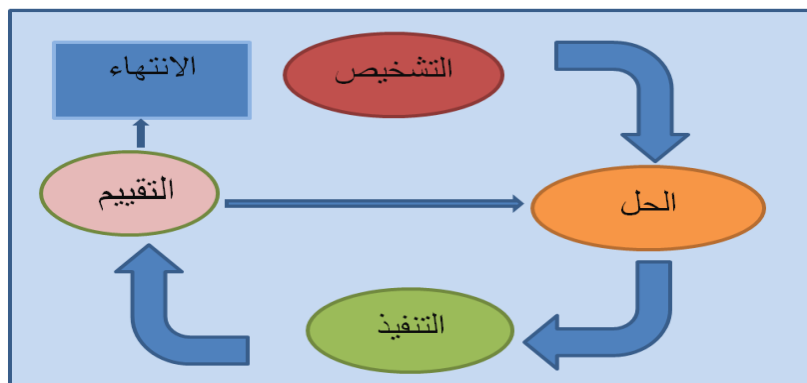 التشخيص
الانتهاء
الحل
التقييم
التنفيذ